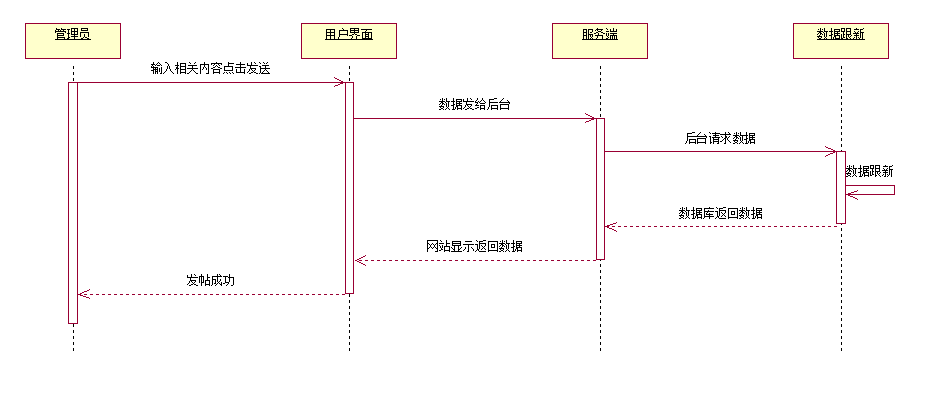 管理员
用户界面
服务端
数据跟新
输入相关内容点击发送
数据发给后台
后台请求数据
数据跟新
数据库返回数据
网站显示返回数据
发帖成功